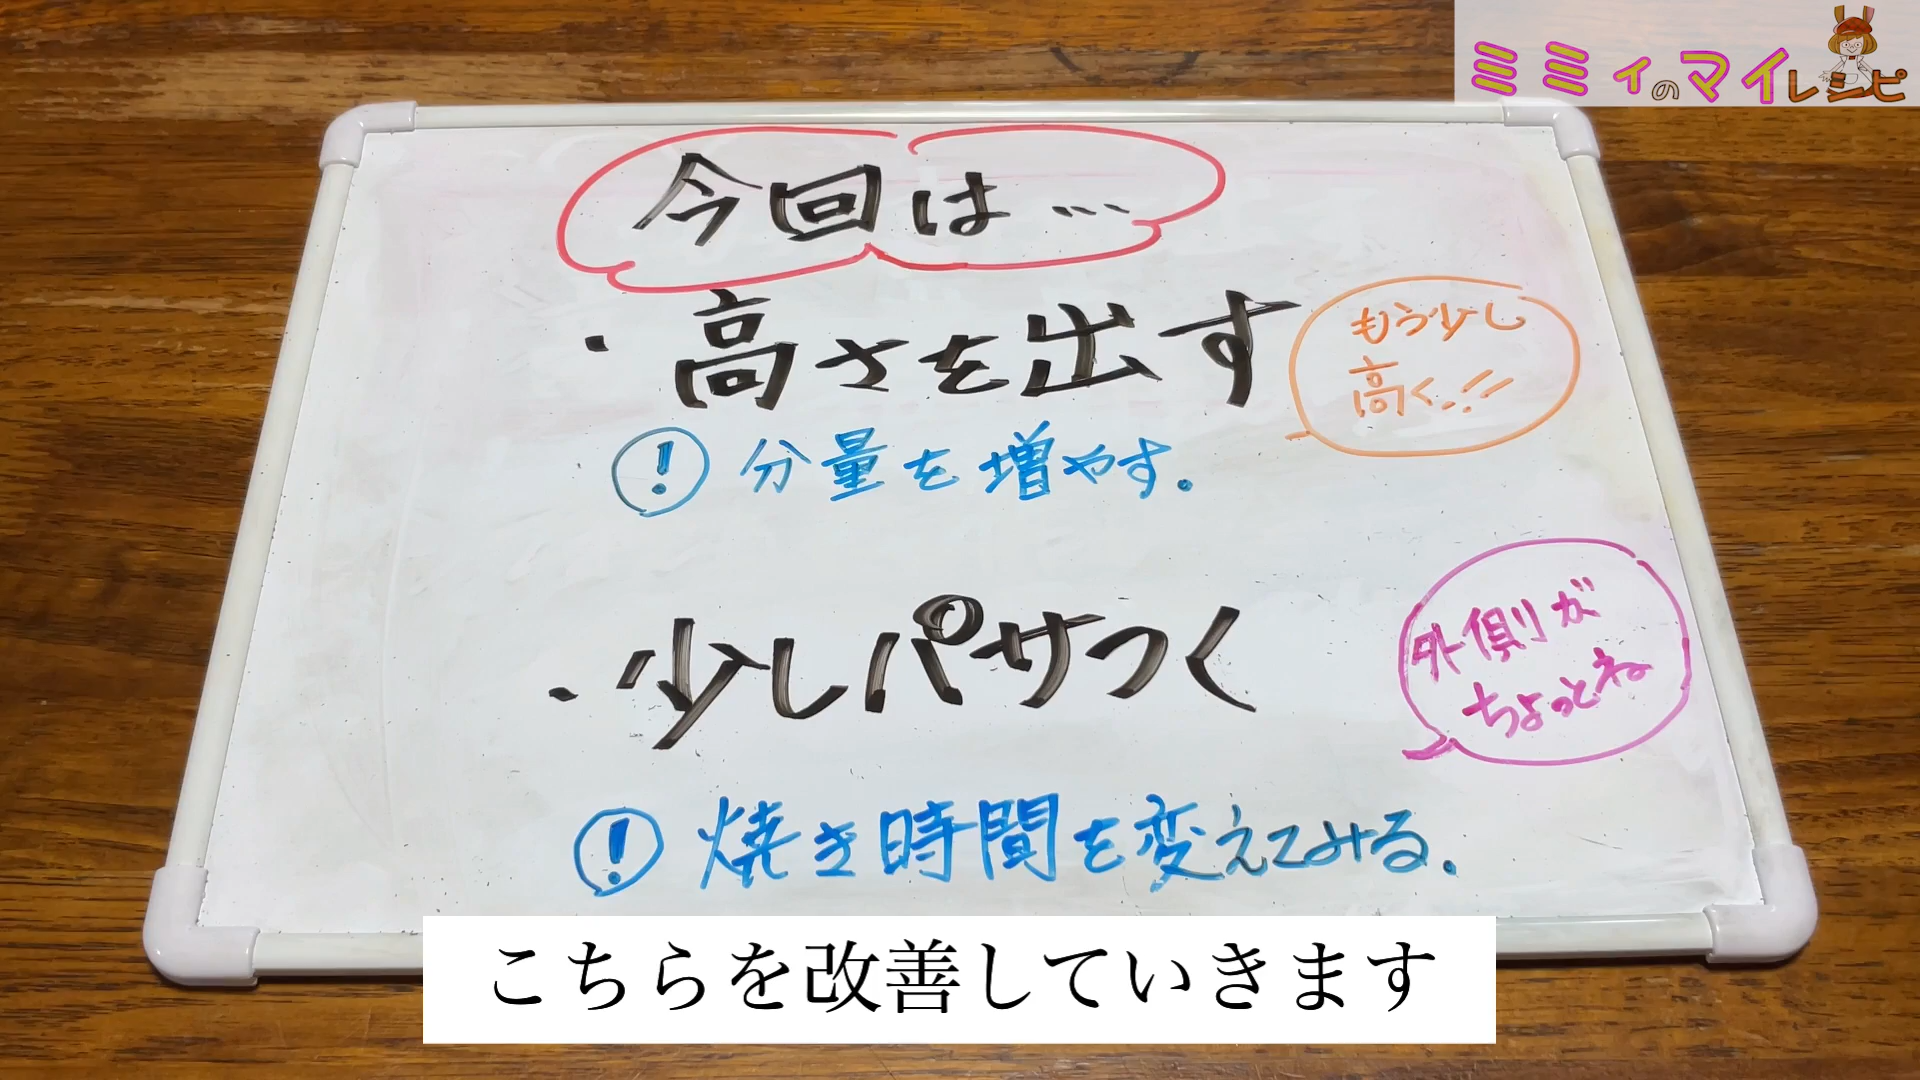 ミミィのマイレシピ
今回は…
・高さを出す
もう少し
高く.!!
! 分量を増やす.
・少しパサつく
外側が
ちょっとね
! 焼き時間を変えてみる.
こちらを改善していきます